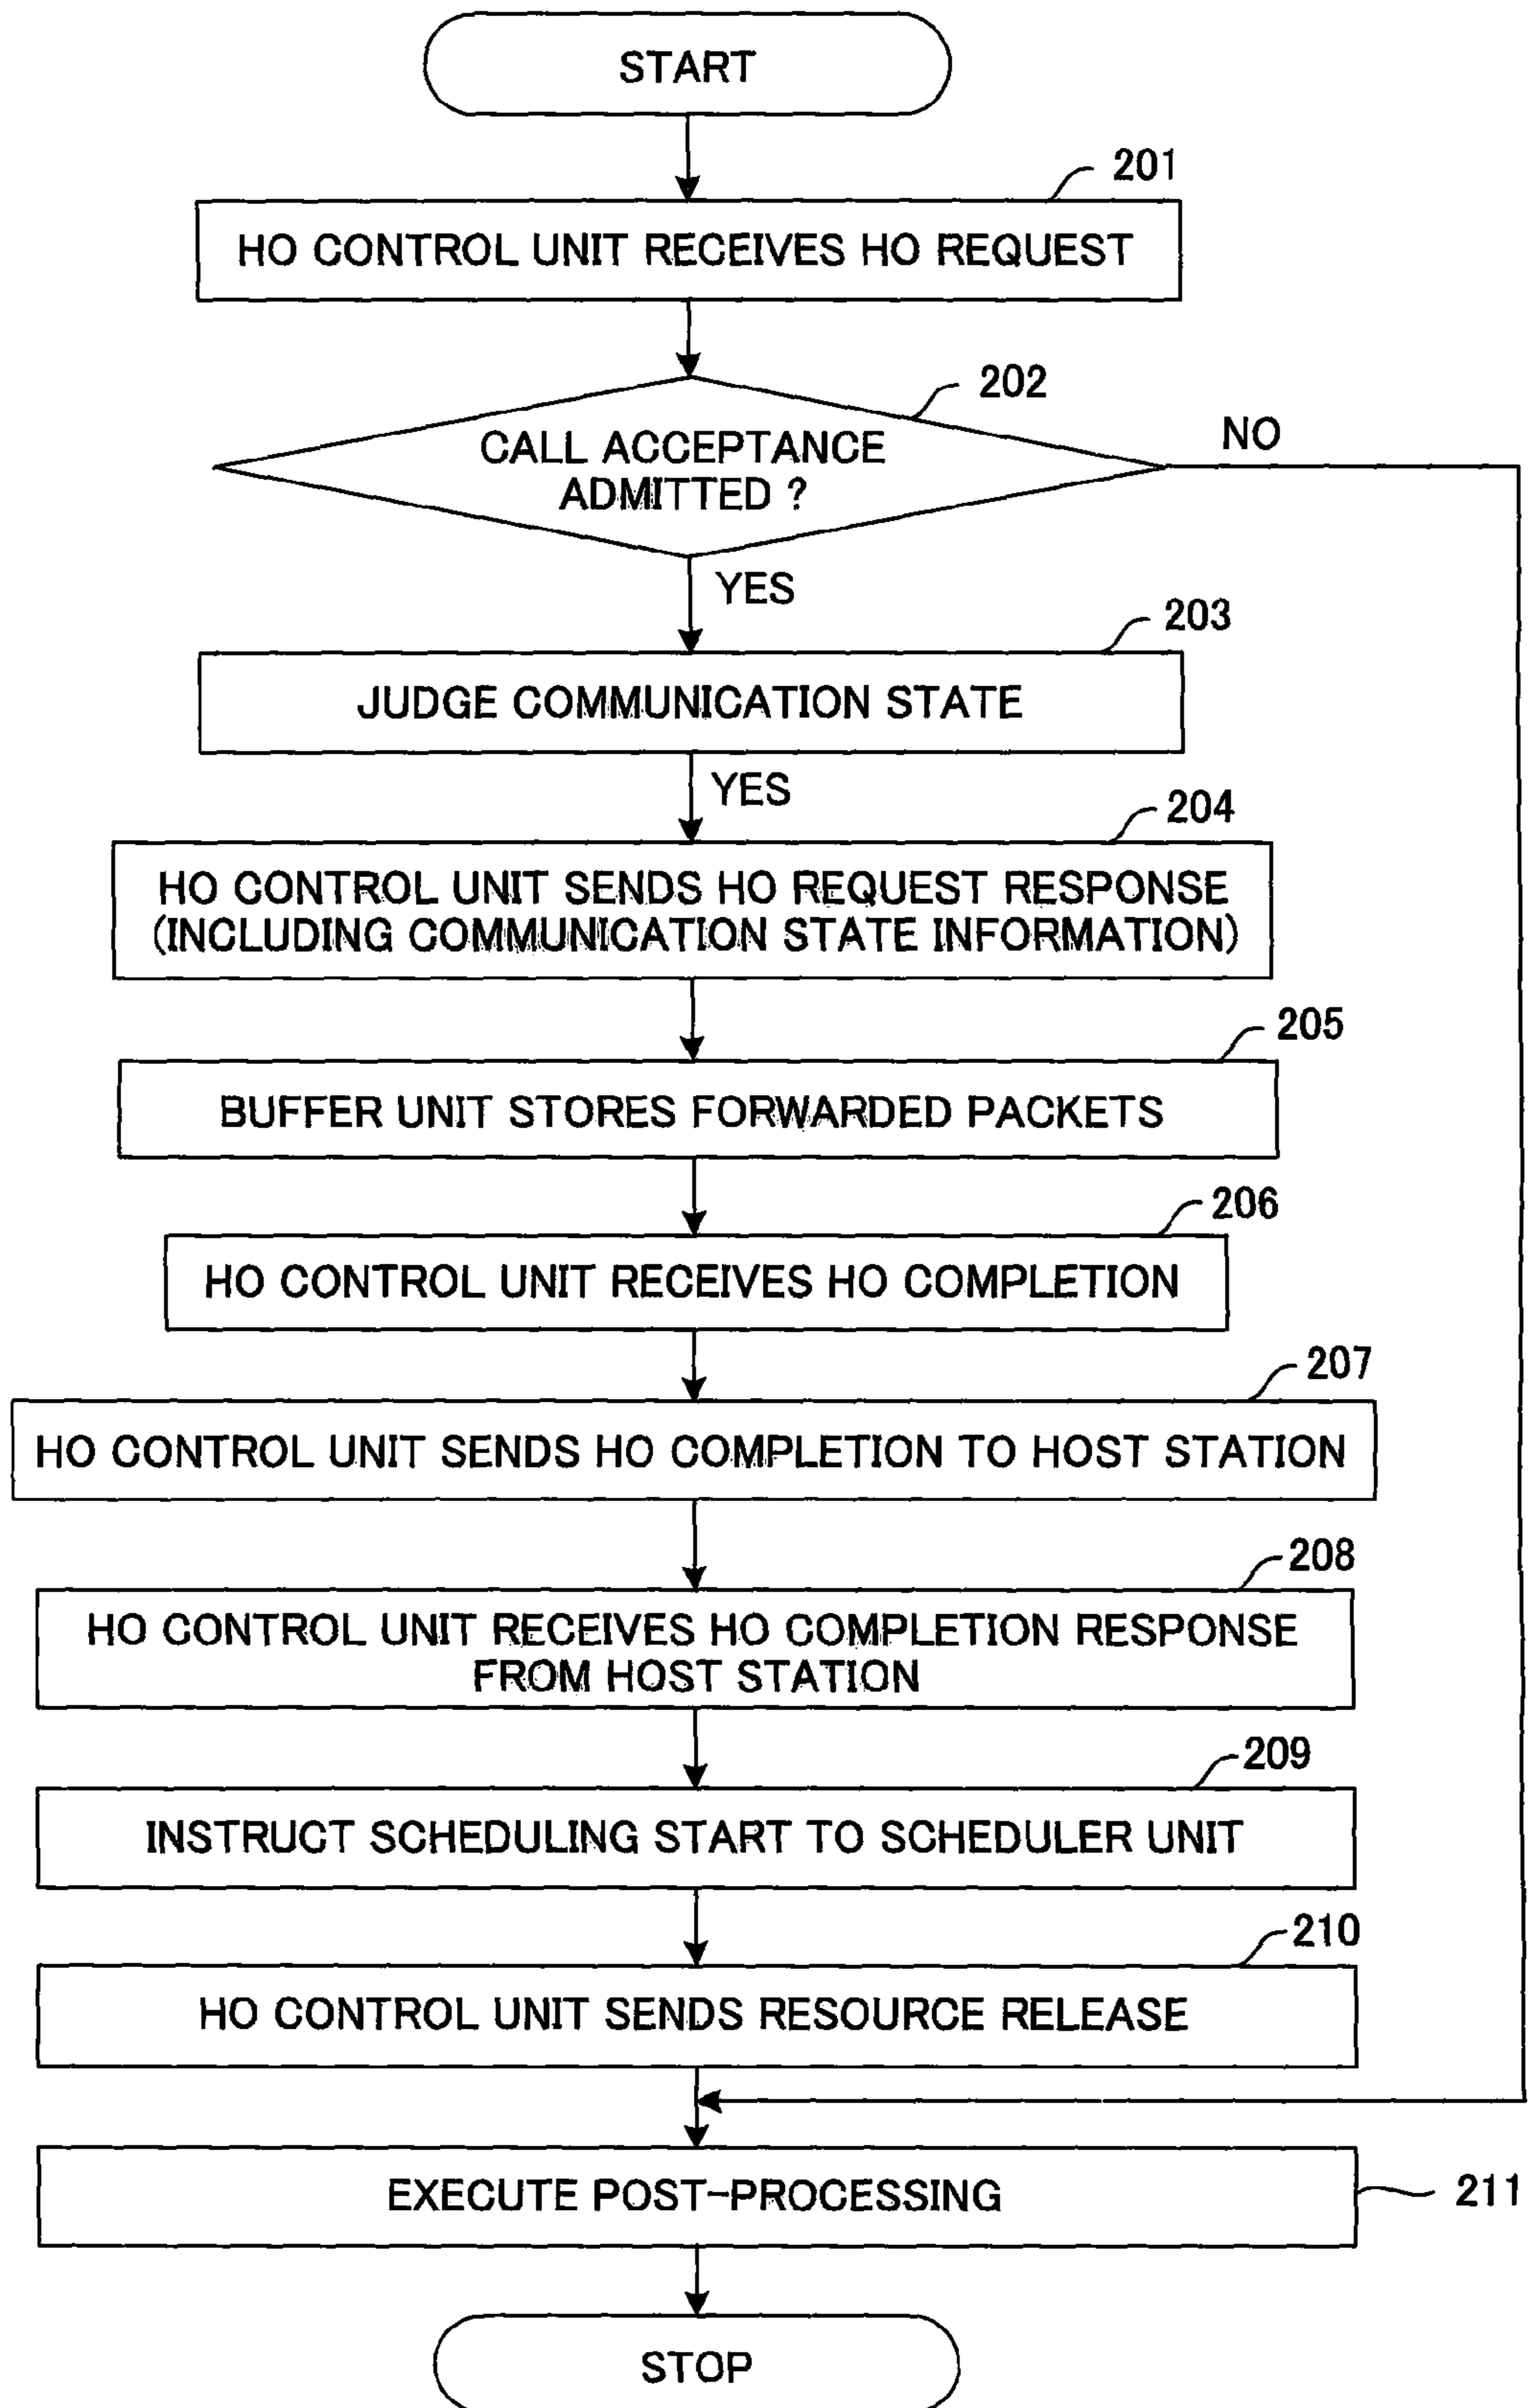 START
201
HO CONTROL UNIT RECEIVES HO REQUEST
202
CALL ACCEPTANCE
ADMITTED ?
NO
YES
203
JUDGE COMMUNICATION STATE
YES
204
HO CONTROL UNIT SENDS HO REQUEST RESPONSE
(INCLUDING COMMUNICATION STATE INFORMATION)
205
BUFFER UNIT STORES FORWARDED PACKETS
206
HO CONTROL UNIT RECEIVES HO COMPLETION
207
HO CONTROL UNIT SENDS HO COMPLETION TO HOST STATION
208
HO CONTROL UNIT RECEIVES HO COMPLETION RESPONSE
FROM HOST STATION
209
INSTRUCT SCHEDULING START TO SCHEDULER UNIT
210
HO CONTROL UNIT SENDS RESOURCE RELEASE
EXECUTE POST-PROCESSING
211
STOP